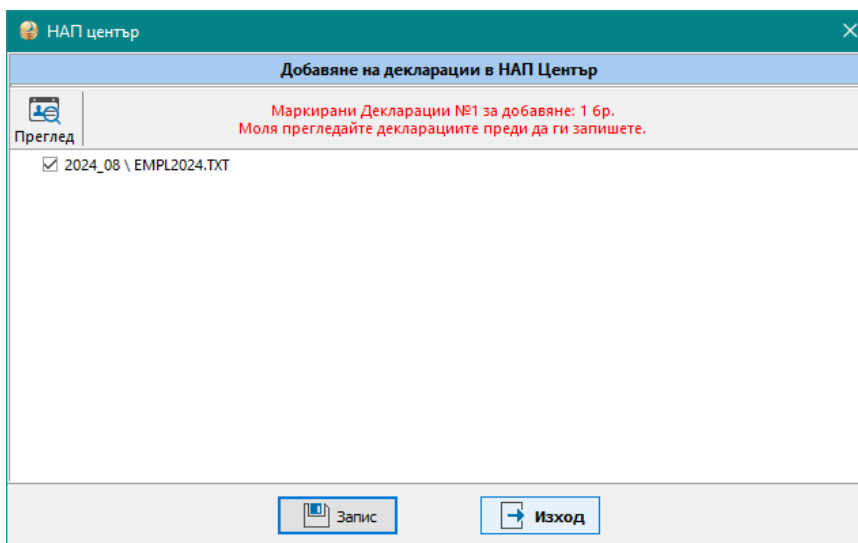 НАП център
Добавяне на декларации в НАП Център
Преглед
Маркирани Декларации №1 за добавяне: 1 бр.
Моля прегледайте декларациите преди да ги запишете.
2024_08 \ EMPL2024.TXT
Запис
Изход